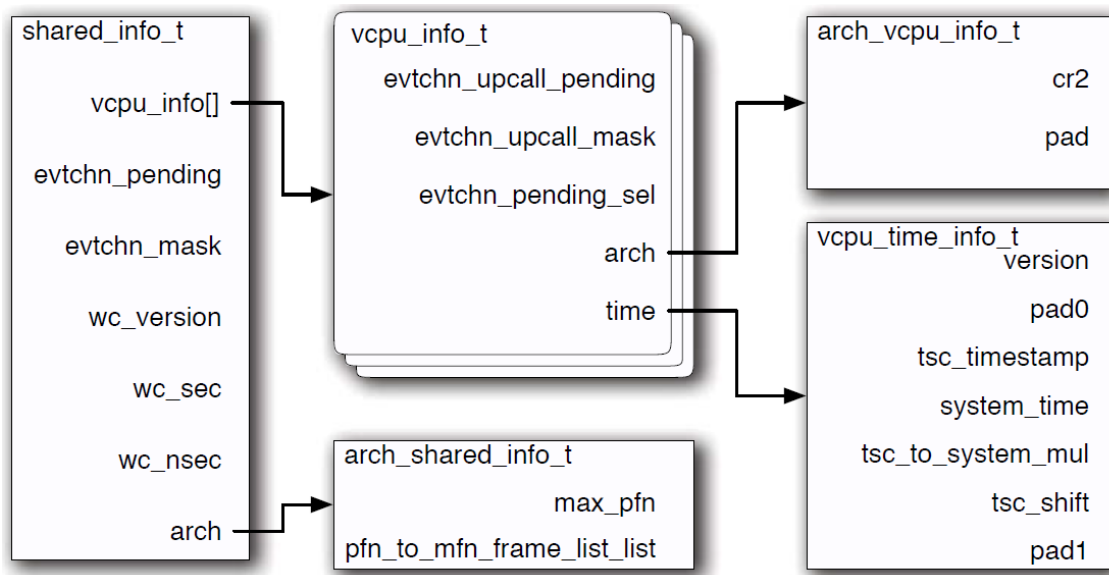 shared_info_t
vcpu_info[]
evtchn_pending
evtchn_mask
wc_version
wc_sec
wc_nsec
arch
vcpu_info_t
evtchn_upcall_pending
evtchn_upcall_mask
evtchn_pending_sel
arch
time
arch_shared_info_t
max_pfn
pfn_to_mfn_frame_list_list
arch_vcpu_info_t
cr2
pad
vcpu_time_info_t
version
pad0
tsc_timestamp
system_time
tsc_to_system_mul
tsc_shift
pad1